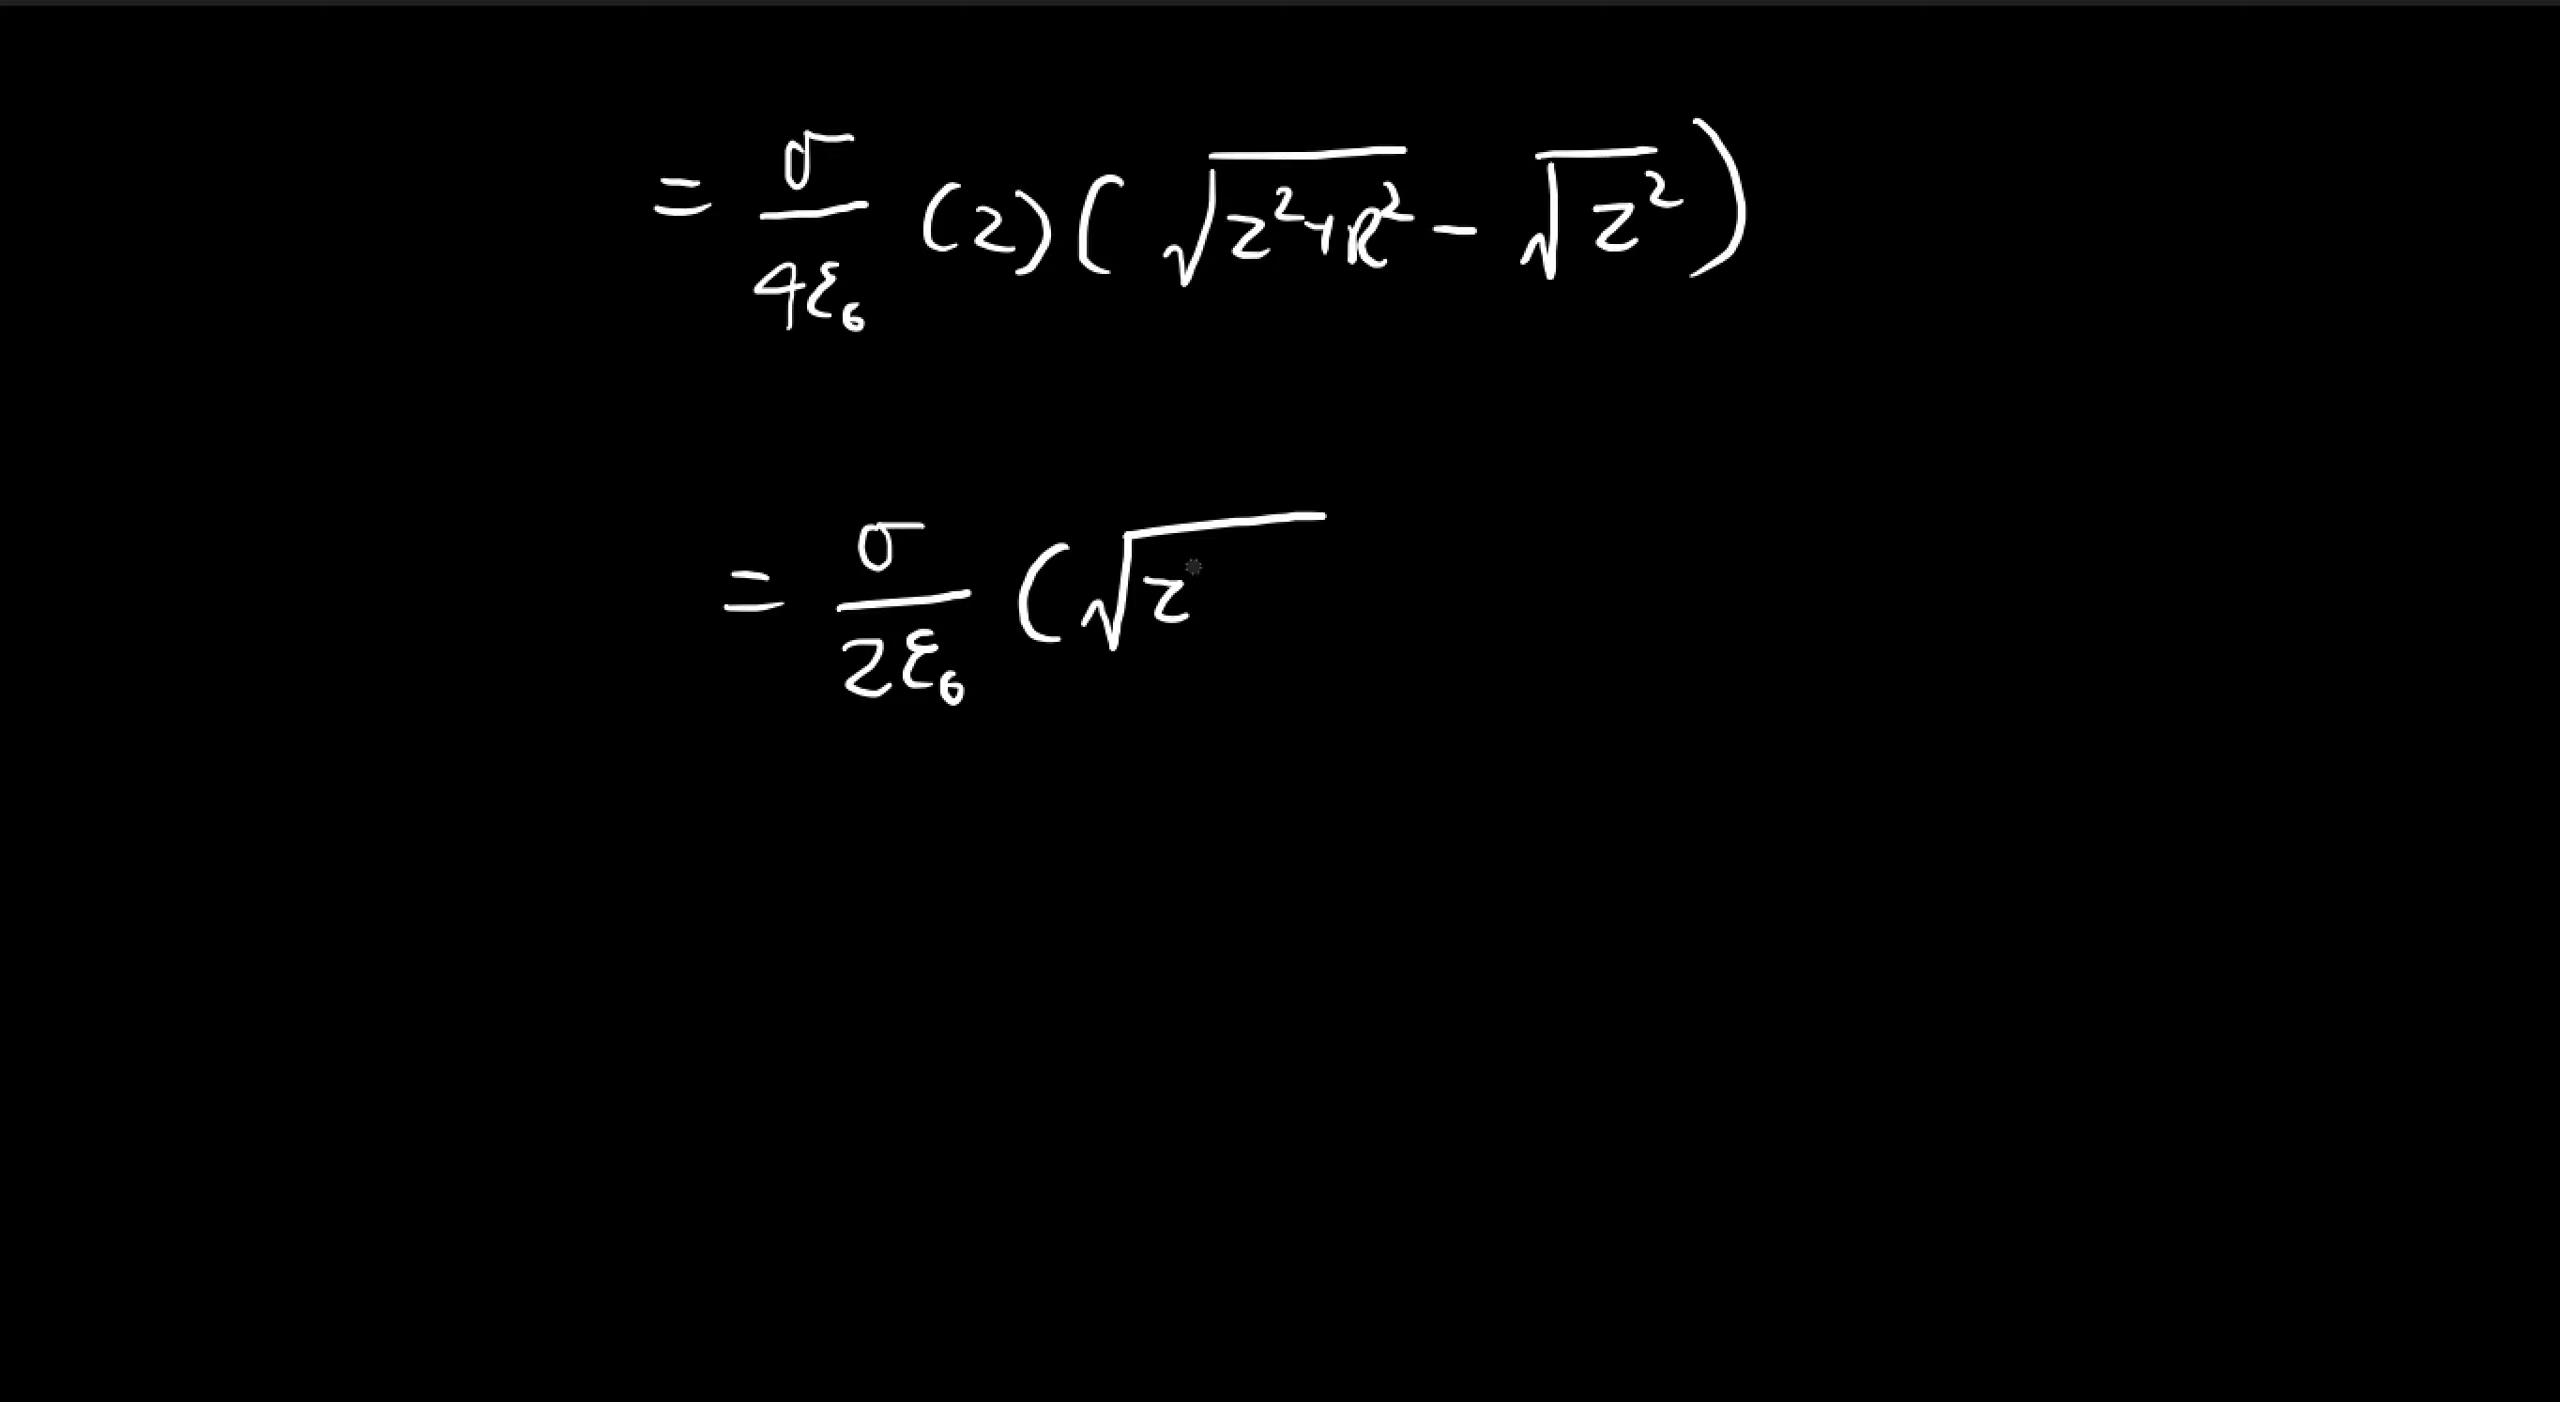 = σ/4ε₀ (2) ( √(z²+R²) - √(z²) )
= σ/2ε₀ ( √z